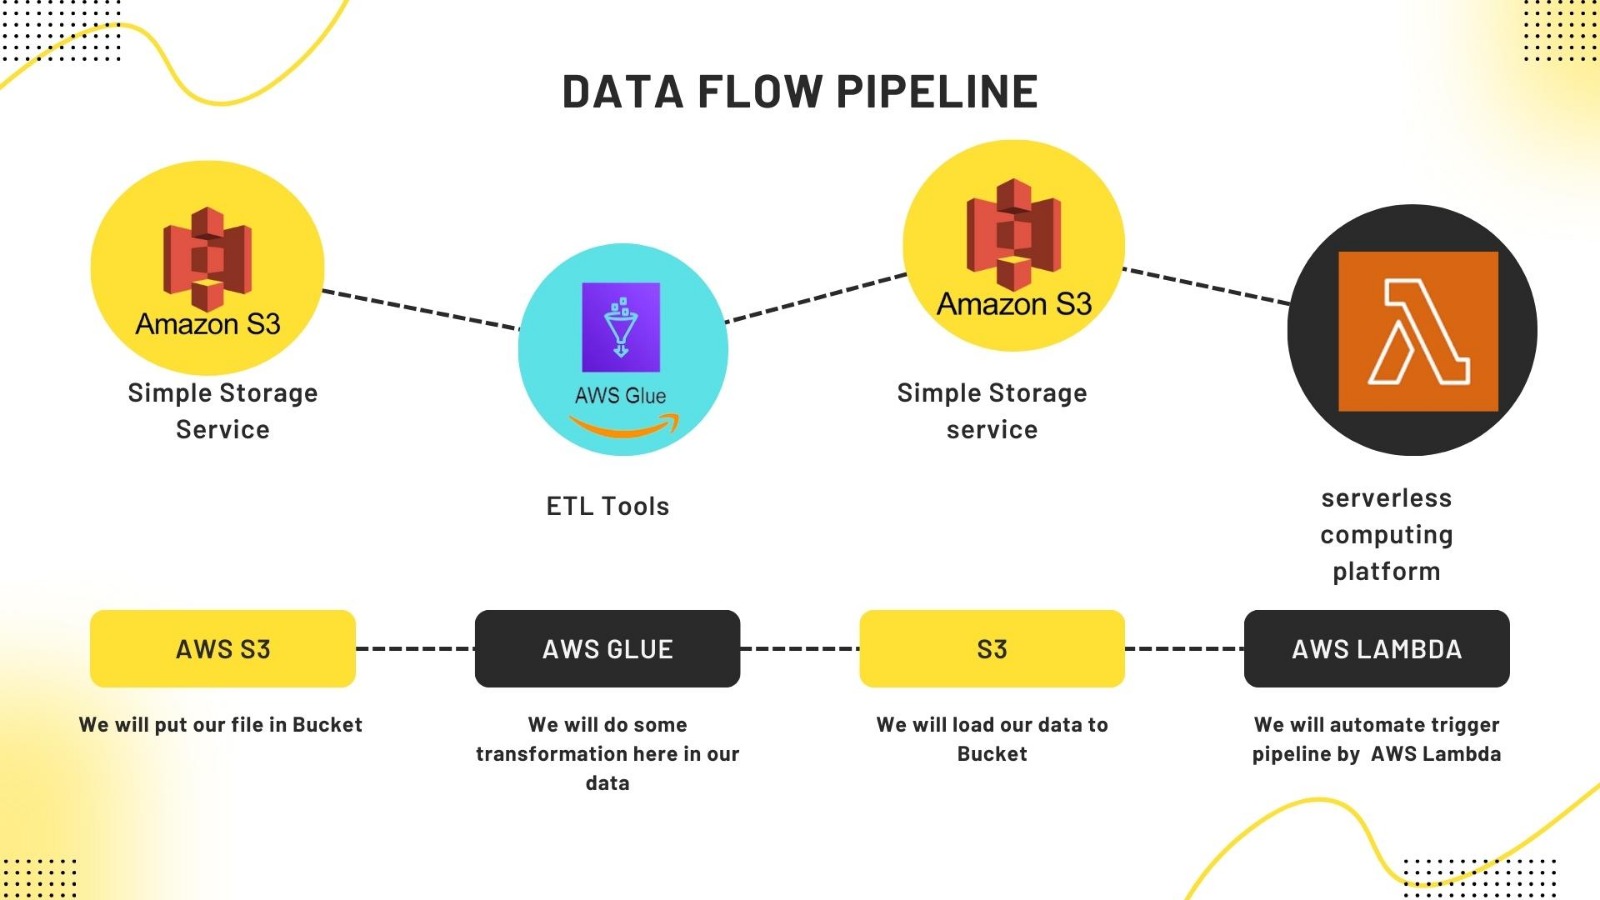 DATA FLOW PIPELINE
Amazon S3
Simple Storage
Service
AWS Glue
ETL Tools
Amazon S3
Simple Storage
service
serverless
computing
platform
AWS S3
AWS GLUE
S3
AWS LAMBDA
We will put our file in Bucket
We will do some
transformation here in our
data
We will load our data to
Bucket
We will automate trigger
pipeline by  AWS Lambda